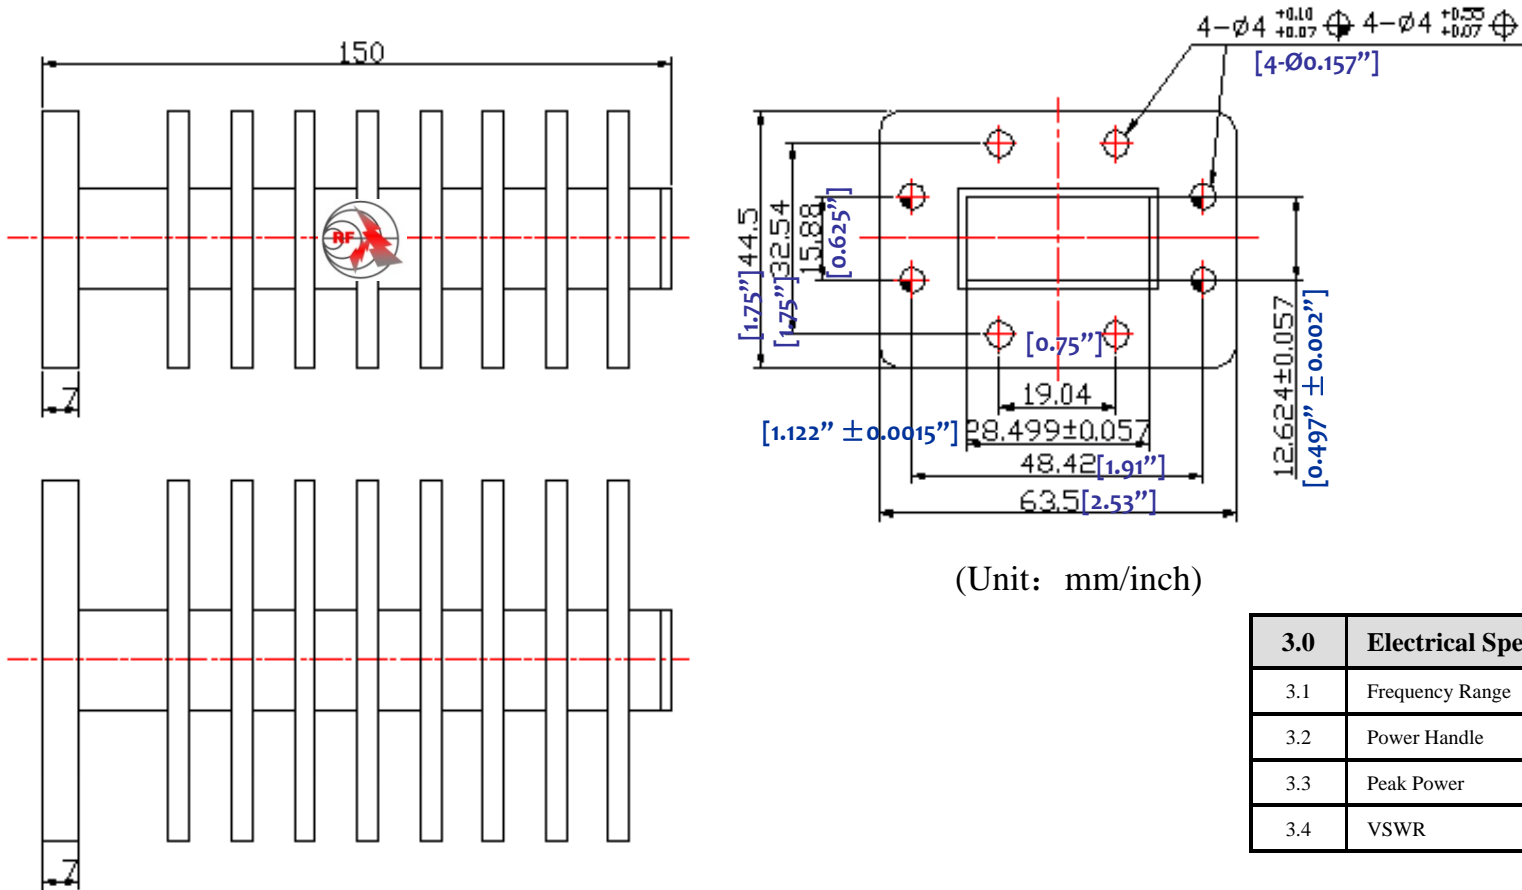 150
RF
7
7
4-Ø4 +0.10 +0.07 4-Ø4 +0.35 +0.07
[4-Ø0.157”]
44.5
[1.75”]
32.54
[1.75”]
15.88
[0.625”]
[0.75”]
19.04
[1.122” ±0.0015”] 28.499±0.057
48.42[1.91”]
63.5[2.53”]
12.624±0.057
[0.497” ±0.002”]
(Unit: mm/inch)
3.0 Electrical Spe
3.1 Frequency Range
3.2 Power Handle
3.3 Peak Power
3.4 VSWR